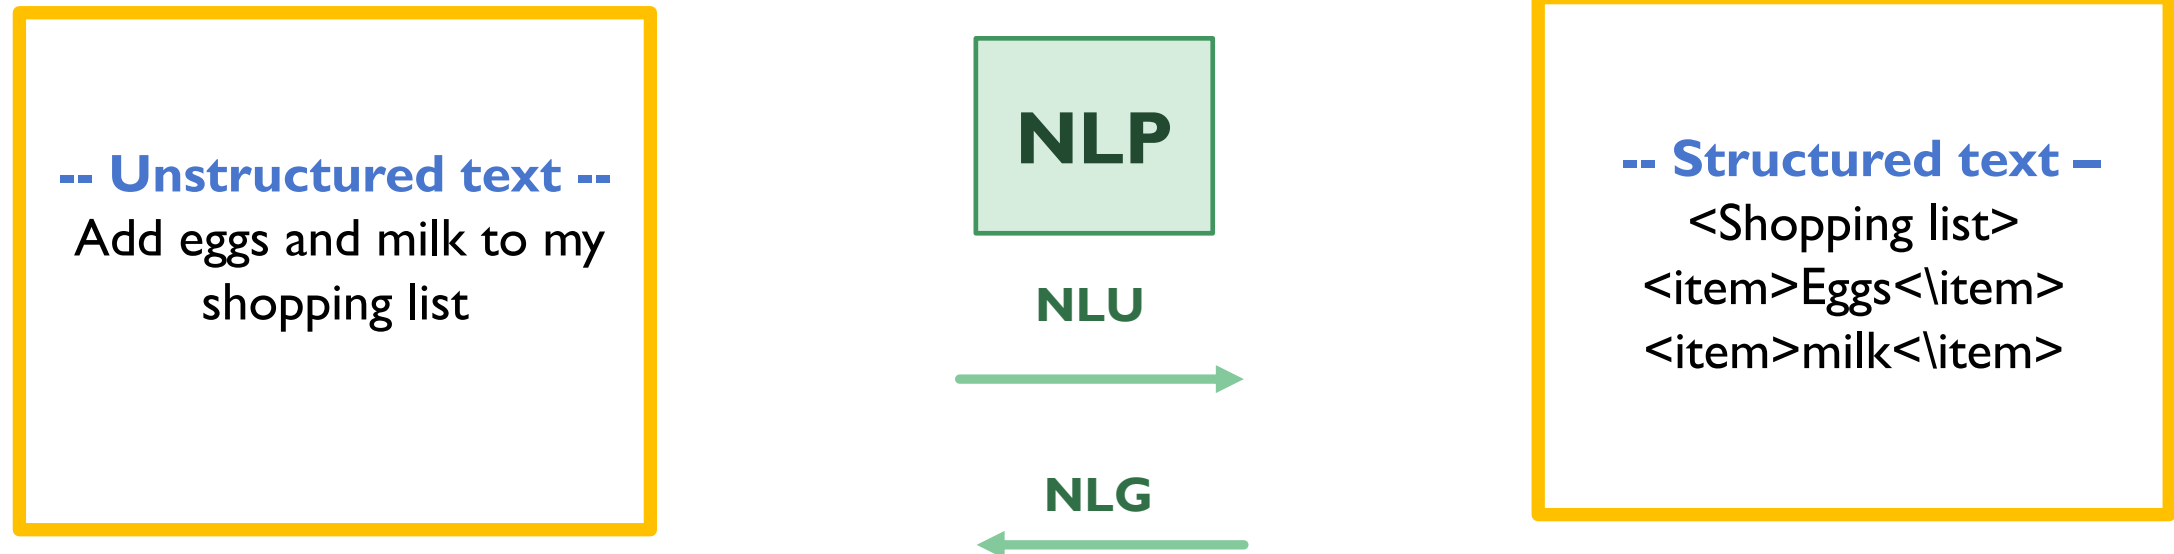 -- Unstructured text --
Add eggs and milk to my
shopping list
NLP
NLU
NLG
-- Structured text –
<Shopping list>
<item>Eggs<\item>
<item>milk<\item>